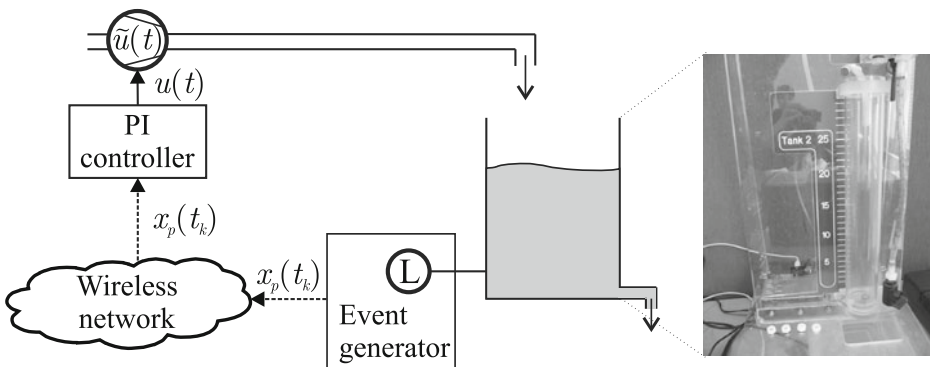 ũ(t)
u(t)
PI
controller
x_p(t_k)
Wireless
network
x_p(t_k)
L
Event
generator
Tank 2 25
20
15
10
5